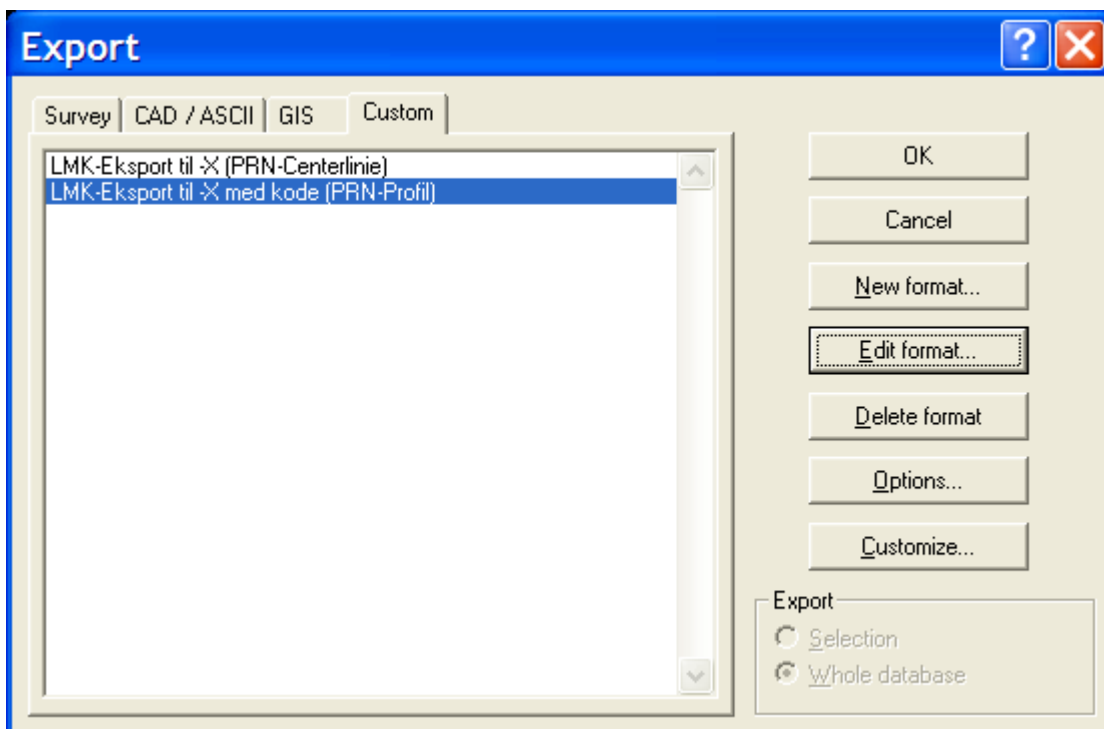 Export
Survey CAD / ASCII GIS Custom
LMK-Eksport til -X (PRN-Centerlinie)
LMK-Eksport til -X med kode (PRN-Profil)
OK
Cancel
New format...
Edit format...
Delete format
Options...
Customize...
Export
Selection
Whole database